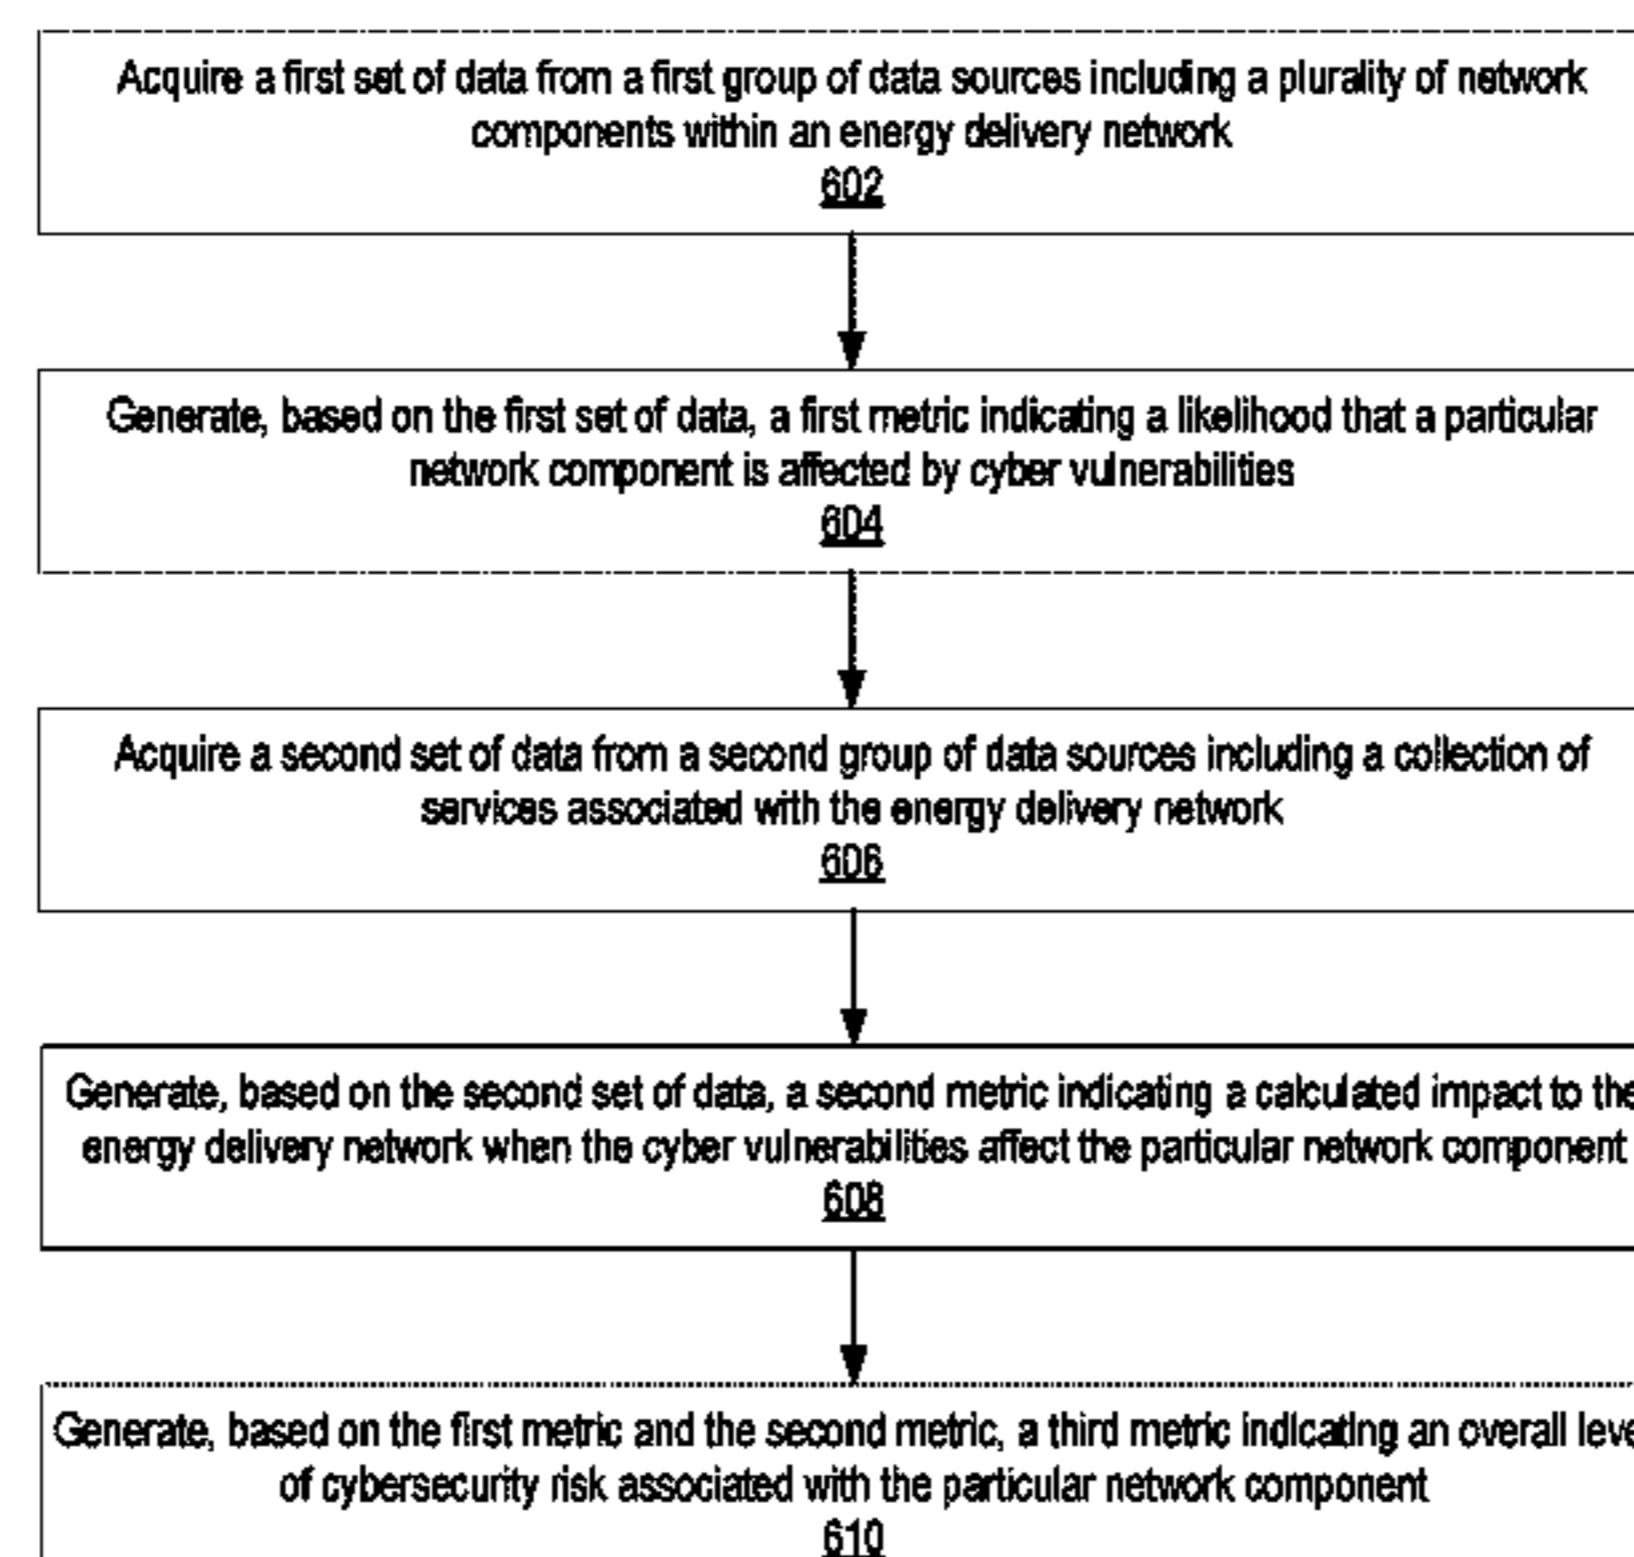 Acquire a first set of data from a first group of data sources including a plurality of network
components within an energy delivery network
602
Generate, based on the first set of data, a first metric indicating a likelihood that a particular
network component is affected by cyber vulnerabilities
604
Acquire a second set of data from a second group of data sources including a collection of
services associated with the energy delivery network
606
Generate, based on the second set of data, a second metric indicating a calculated impact to the
energy delivery network when the cyber vulnerabilities affect the particular network component
608
Generate, based on the first metric and the second metric, a third metric indicating an overall leve
of cybersecurity risk associated with the particular network component
610